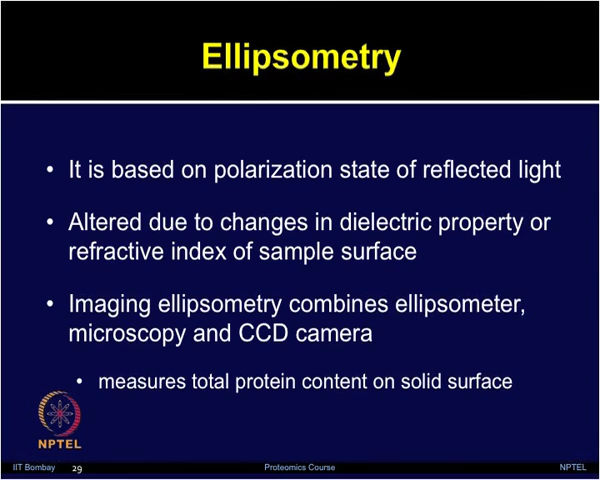 Ellipsometry
• It is based on polarization state of reflected light
• Altered due to changes in dielectric property or
refractive index of sample surface
• Imaging ellipsometry combines ellipsometer,
microscopy and CCD camera
• measures total protein content on solid surface
NPTEL
IIT Bombay 29 Proteomics Course NPTEL